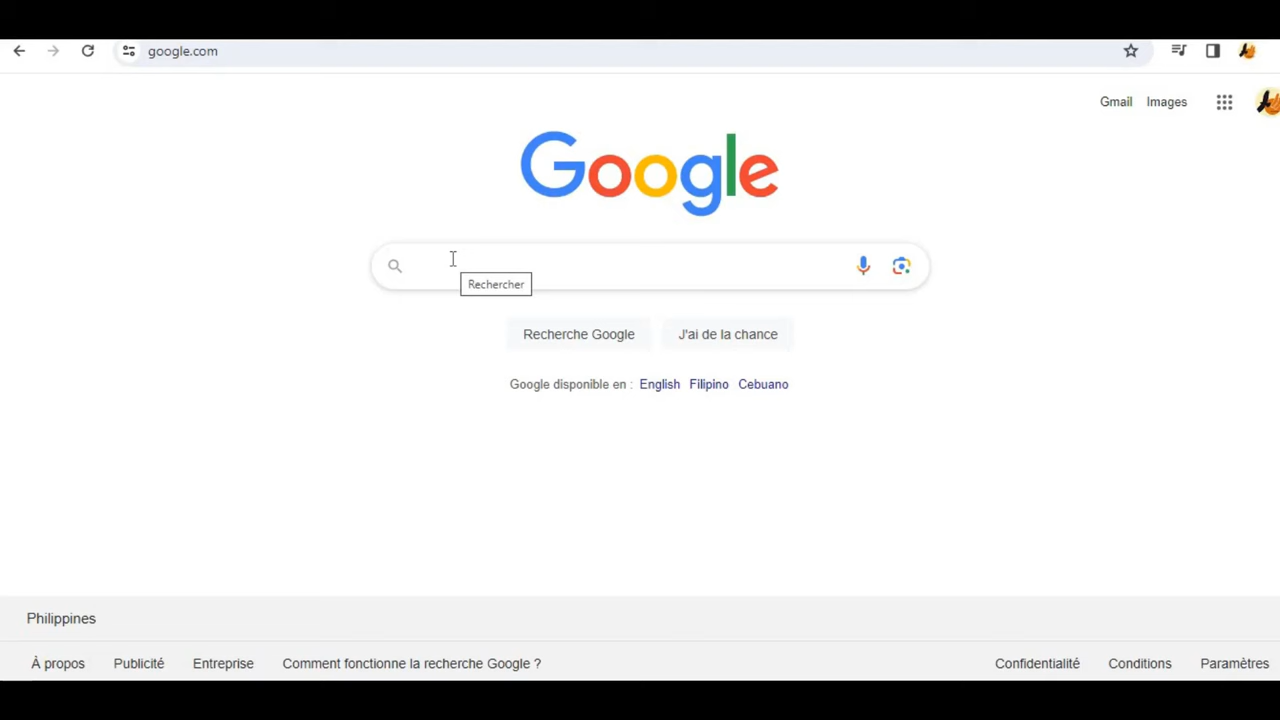 google.com
Gmail Images
Google
Rechercher
Recherche Google J'ai de la chance
Google disponible en : English Filipino Cebuano
Philippines
À propos Publicité Entreprise Comment fonctionne la recherche Google ? Confidentialité Conditions Paramètres